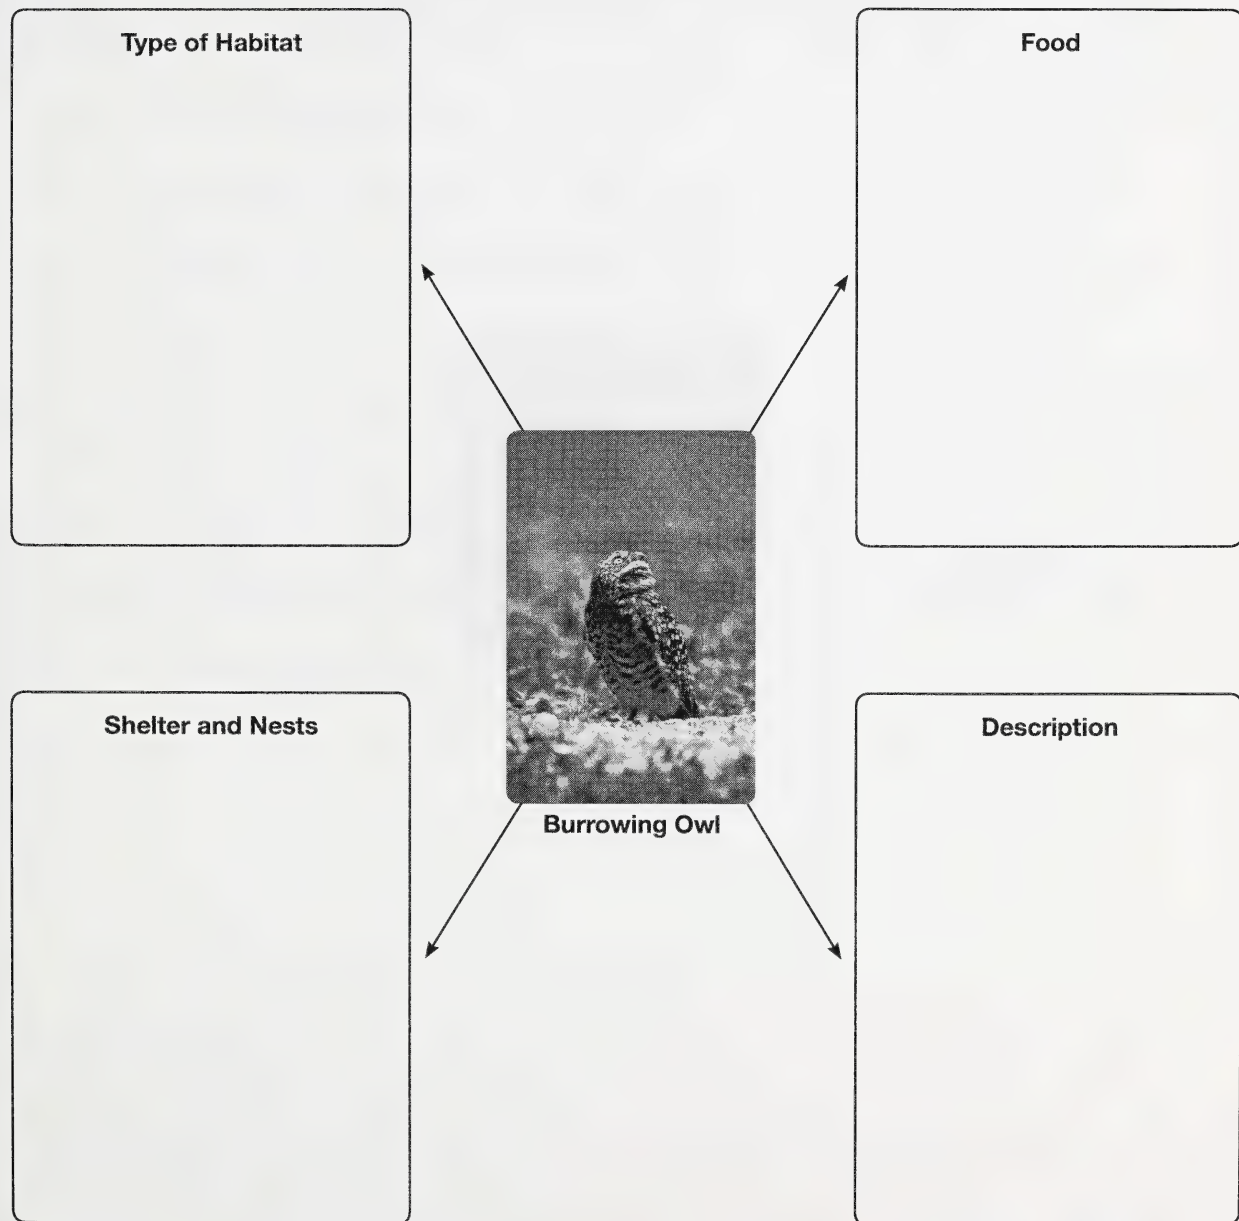 Type of Habitat
Food
Burrowing Owl
Shelter and Nests
Description